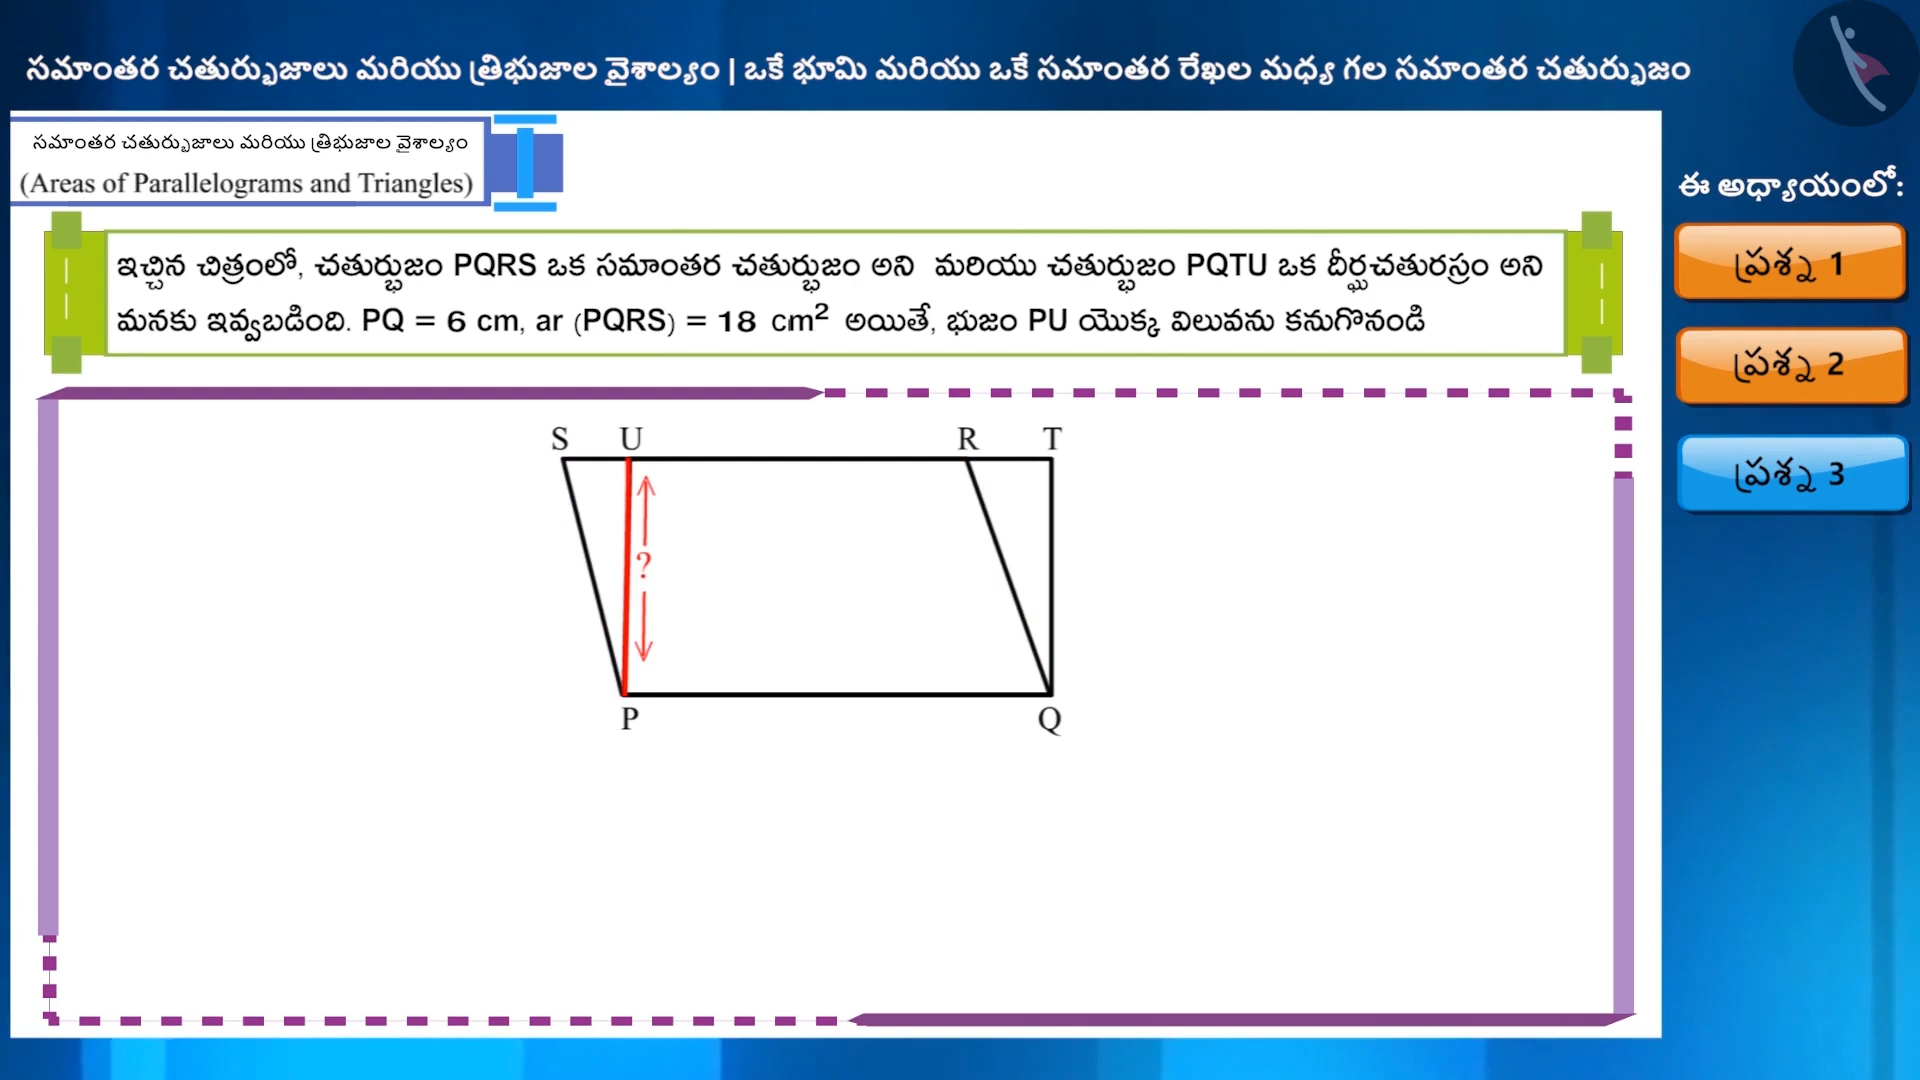 సమాంతర చతుర్భుజాలు మరియు త్రిభుజాల వైశాల్యం | ఒకే భూమి మరియు ఒకే సమాంతర రేఖల మధ్య గల సమాంతర చతుర్భుజం
సమాంతర చతుర్భుజాలు మరియు త్రిభుజాల వైశాల్యం
(Areas of Parallelograms and Triangles)
ఈ అధ్యాయంలో:
ప్రశ్న 1
ప్రశ్న 2
ప్రశ్న 3
ఇచ్చిన చిత్రంలో, చతుర్భుజం PQRS ఒక సమాంతర చతుర్భుజం అని మరియు చతుర్భుజం PQTU ఒక దీర్ఘచతురస్రం అని
మనకు ఇవ్వబడింది. PQ = 6 cm, ar (PQRS) = 18 cm² అయితే, భుజం PU యొక్క విలువను కనుగొనండి
S U R T
?
P Q